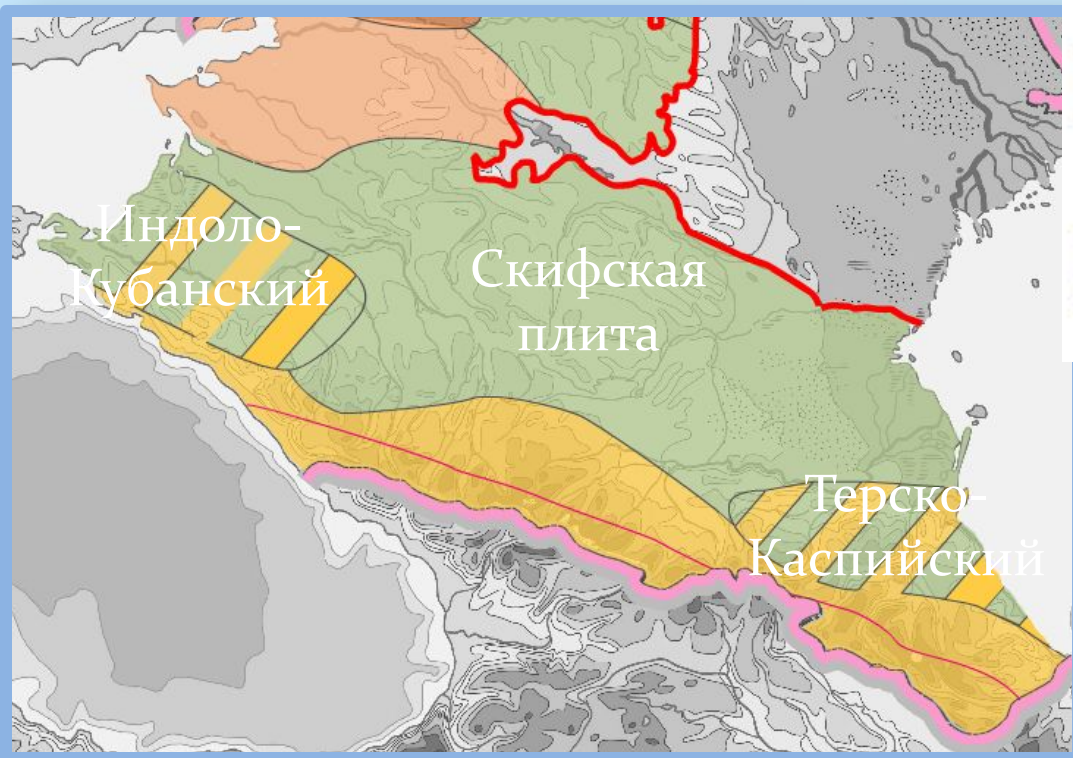 Индоло-
Кубанский
Скифская
плита
Терско-
Каспийский